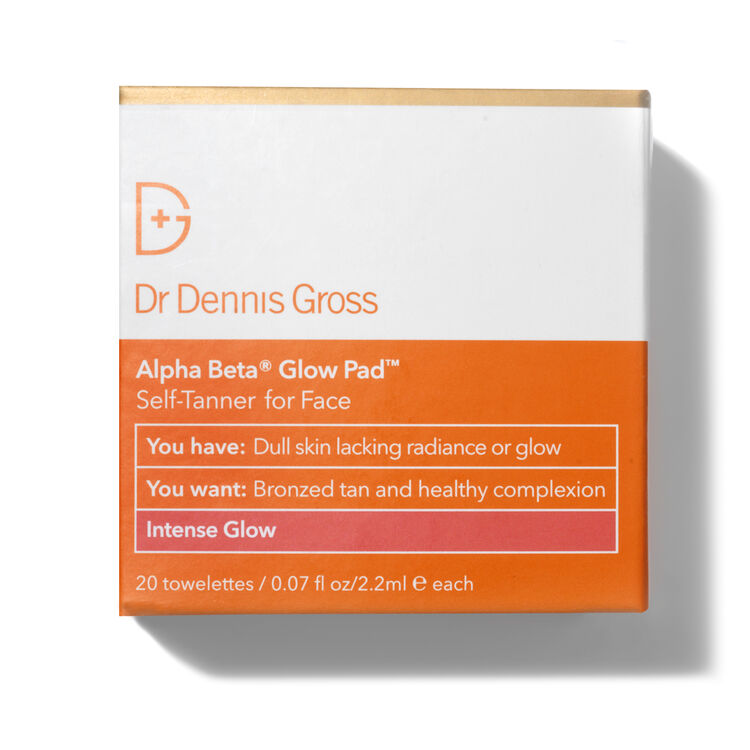 DG
Dr Dennis Gross
Alpha Beta® Glow Pad™
Self-Tanner for Face
You have: Dull skin lacking radiance or glow
You want: Bronzed tan and healthy complexion
Intense Glow
20 towelettes / 0.07 fl oz/2.2ml ℮ each